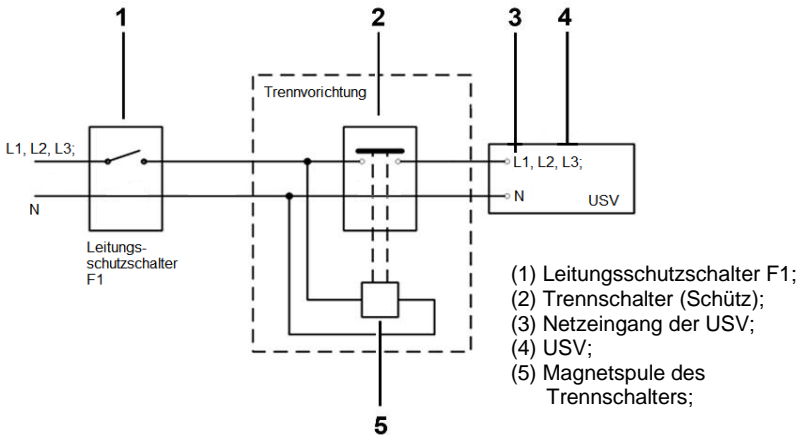 1
2
3
4
Trennvorichtung
L1, L2, L3;
L1, L2, L3;
N
N
USV
Leitungs-
schutzschalter
F1
(1) Leitungsschutzschalter F1;
(2) Trennschalter (Schütz);
(3) Netzeingang der USV;
(4) USV;
(5) Magnetspule des
Trennschalters;
5